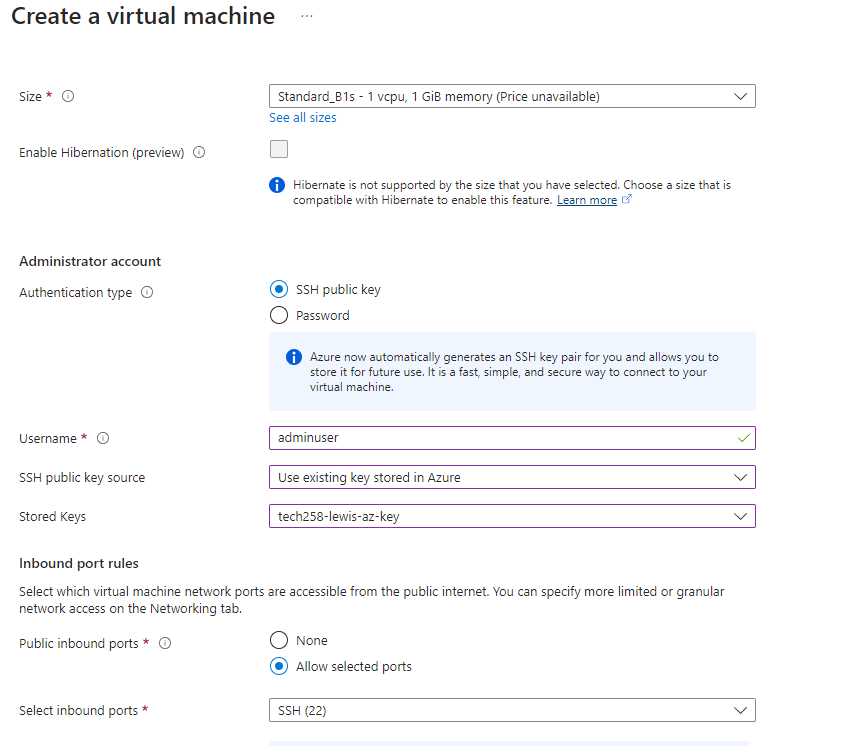 Create a virtual machine ...
Size * Standard_B1s - 1 vcpu, 1 GiB memory (Price unavailable)
See all sizes
Enable Hibernation (preview)
Hibernate is not supported by the size that you have selected. Choose a size that is
compatible with Hibernate to enable this feature. Learn more
Administrator account
Authentication type
SSH public key
Password
Azure now automatically generates an SSH key pair for you and allows you to
store it for future use. It is a fast, simple, and secure way to connect to your
virtual machine.
Username * adminuser
SSH public key source Use existing key stored in Azure
Stored Keys tech258-lewis-az-key
Inbound port rules
Select which virtual machine network ports are accessible from the public internet. You can specify more limited or granular
network access on the Networking tab.
Public inbound ports *
None
Allow selected ports
Select inbound ports * SSH (22)